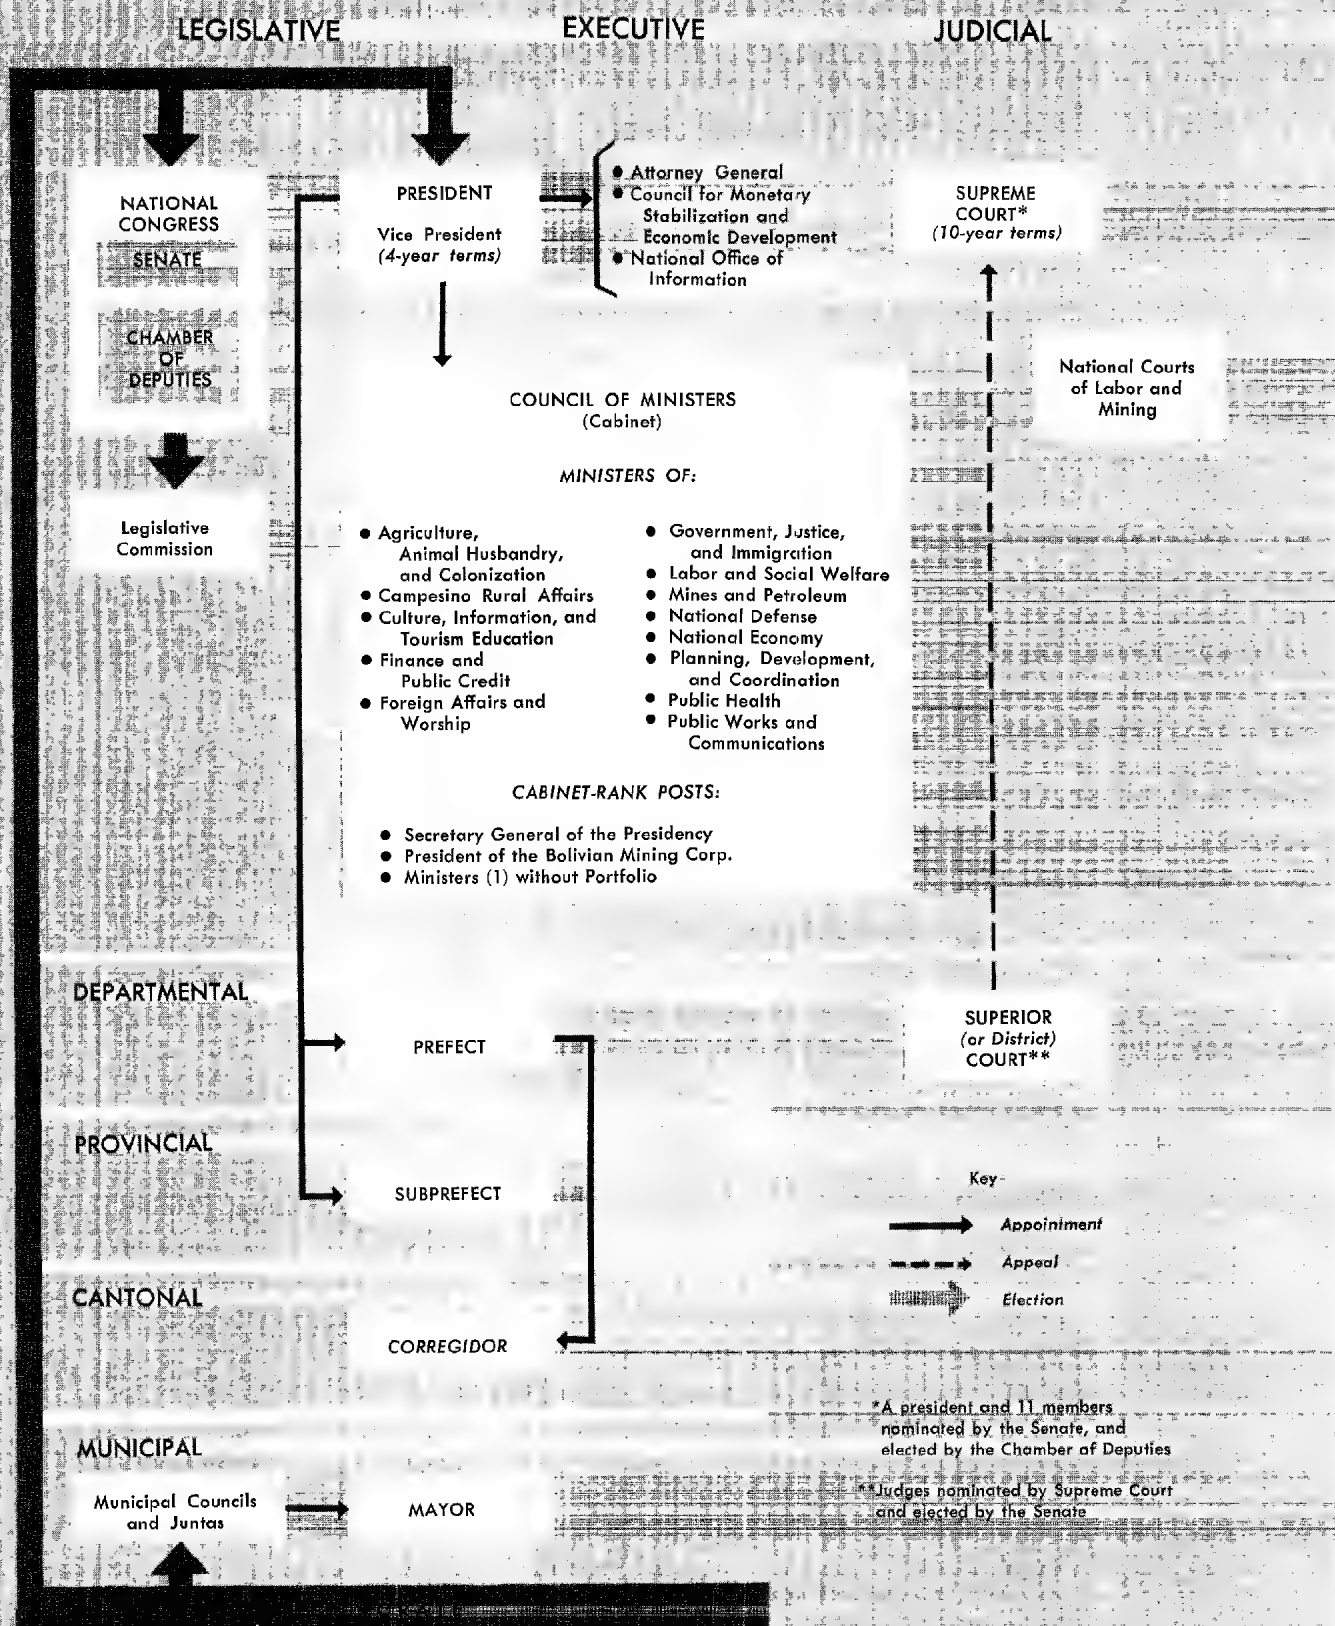 LEGISLATIVE
EXECUTIVE
JUDICIAL
NATIONAL
CONGRESS
SENATE
CHAMBER
OF
DEPUTIES
Legislative
Commission
PRESIDENT
Vice President
(4-year terms)
● Attorney General
● Council for Monetary
Stabilization and
Economic Development
● National Office of
Information
SUPREME
COURT*
(10-year terms)
National Courts
of Labor and
Mining
COUNCIL OF MINISTERS
(Cabinet)
MINISTERS OF:
● Agriculture,
Animal Husbandry,
and Colonization
● Campesino Rural Affairs
● Culture, Information, and
Tourism Education
● Finance and
Public Credit
● Foreign Affairs and
Worship
● Government, Justice,
and Immigration
● Labor and Social Welfare
● Mines and Petroleum
● National Defense
● National Economy
● Planning, Development,
and Coordination
● Public Health
● Public Works and
Communications
CABINET-RANK POSTS:
● Secretary General of the Presidency
● President of the Bolivian Mining Corp.
● Ministers (1) without Portfolio
DEPARTMENTAL
PREFECT
SUPERIOR
(or District)
COURT**
PROVINCIAL
SUBPREFECT
CANTONAL
CORREGIDOR
MUNICIPAL
Municipal Councils
and Juntas
MAYOR
Key
Appointment
Appeal
Election
*A president and 11 members
nominated by the Senate, and
elected by the Chamber of Deputies
**Judges nominated by Supreme Court
and elected by the Senate